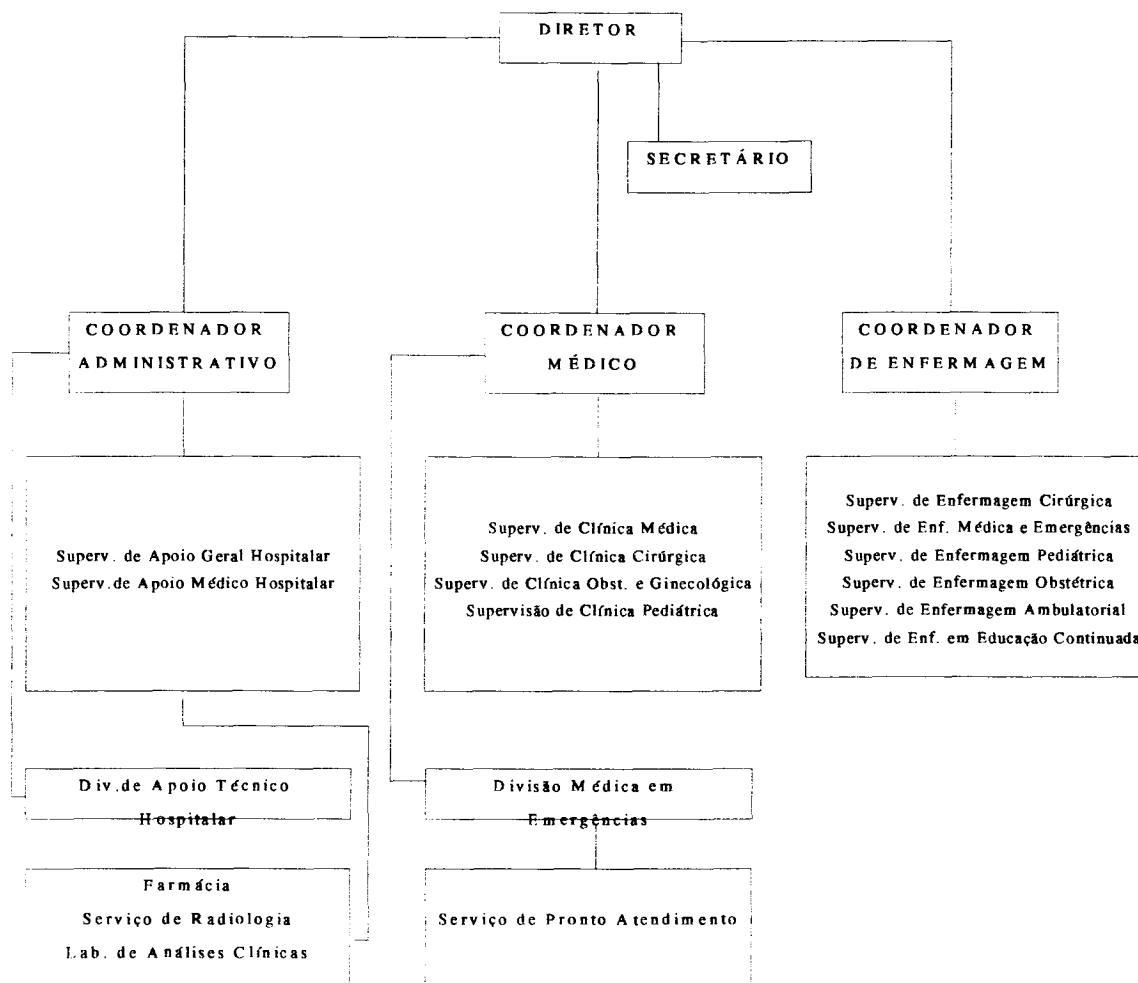 DIRETOR
SECRETÁRIO
COORDENADOR
ADMINISTRATIVO
COORDENADOR
MÉDICO
COORDENADOR
DE ENFERMAGEM
Superv. de Apoio Geral Hospitalar
Superv.de Apoio Médico Hospitalar
Superv. de Clínica Médica
Superv. de Clínica Cirúrgica
Superv. de Clínica Obst. e Ginecológica
Supervisão de Clínica Pediátrica
Superv. de Enfermagem Cirúrgica
Superv. de Enf. Médica e Emergências
Superv. de Enfermagem Pediátrica
Superv. de Enfermagem Obstétrica
Superv. de Enfermagem Ambulatorial
Superv. de Enf. em Educação Continuada
Div.de Apoio Técnico
Hospitalar
Divisão Médica em
Emergências
Farmácia
Serviço de Radiologia
Lab. de Análises Clínicas
Serviço de Pronto Atendimento